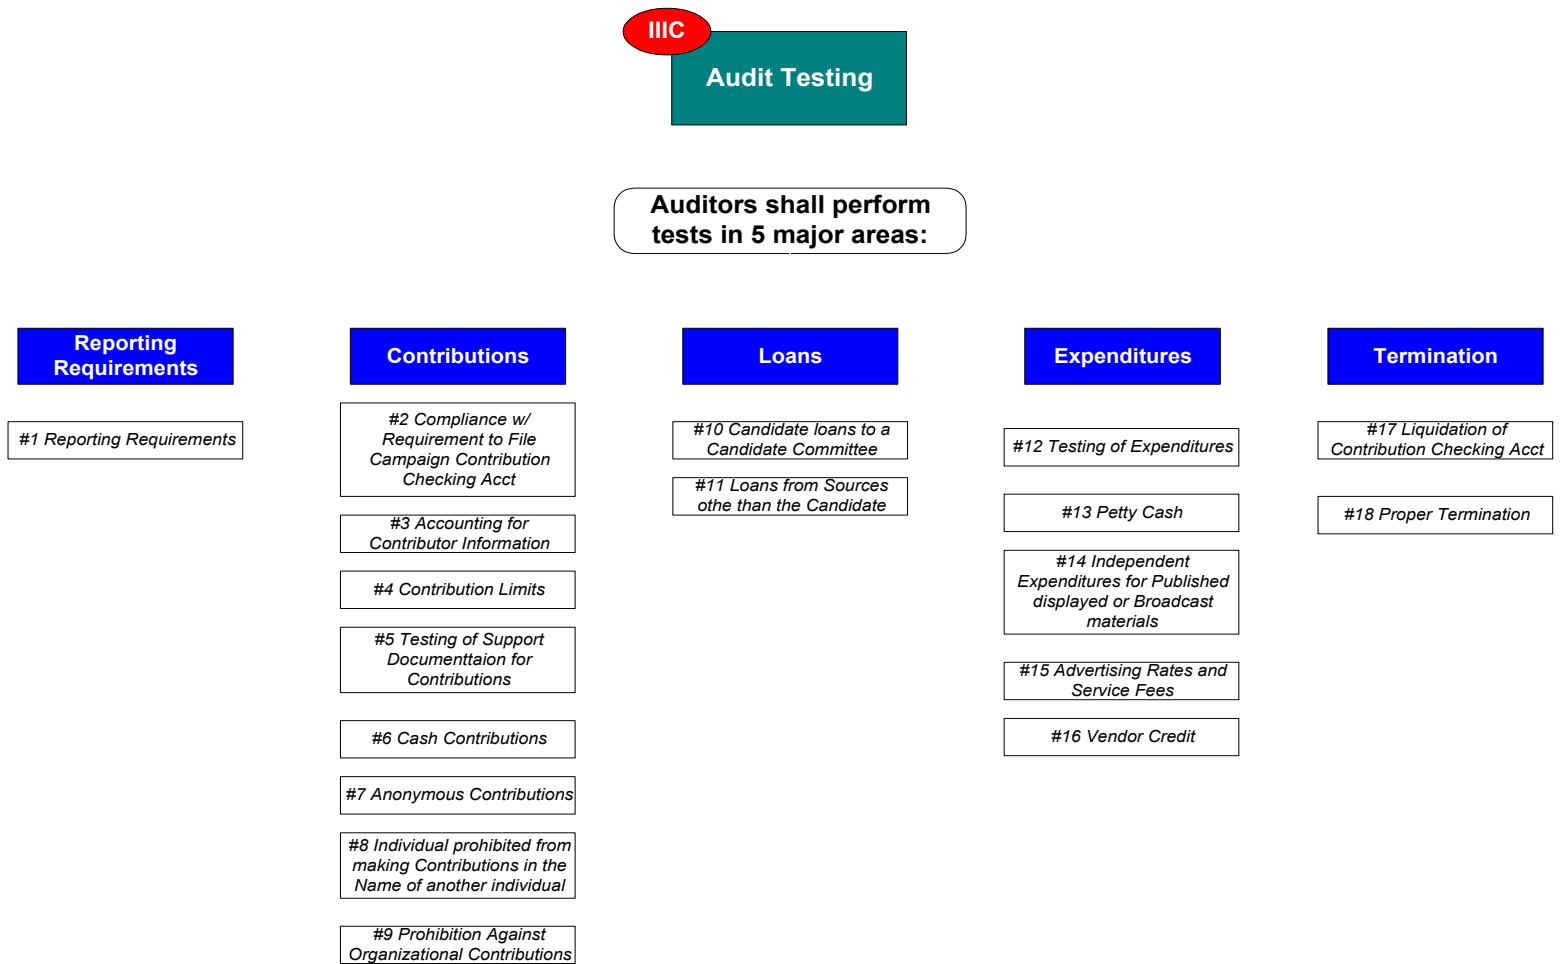 IIIC
Audit Testing
Auditors shall perform
tests in 5 major areas:
Reporting
Requirements
#1 Reporting Requirements
Contributions
#2 Compliance w/
Requirement to File
Campaign Contribution
Checking Acct
#3 Accounting for
Contributor Information
#4 Contribution Limits
#5 Testing of Support
Documenttaion for
Contributions
#6 Cash Contributions
#7 Anonymous Contributions
#8 Individual prohibited from
making Contributions in the
Name of another individual
#9 Prohibition Against
Organizational Contributions
Loans
#10 Candidate loans to a
Candidate Committee
#11 Loans from Sources
othe than the Candidate
Expenditures
#12 Testing of Expenditures
#13 Petty Cash
#14 Independent
Expenditures for Published
displayed or Broadcast
materials
#15 Advertising Rates and
Service Fees
#16 Vendor Credit
Termination
#17 Liquidation of
Contribution Checking Acct
#18 Proper Termination